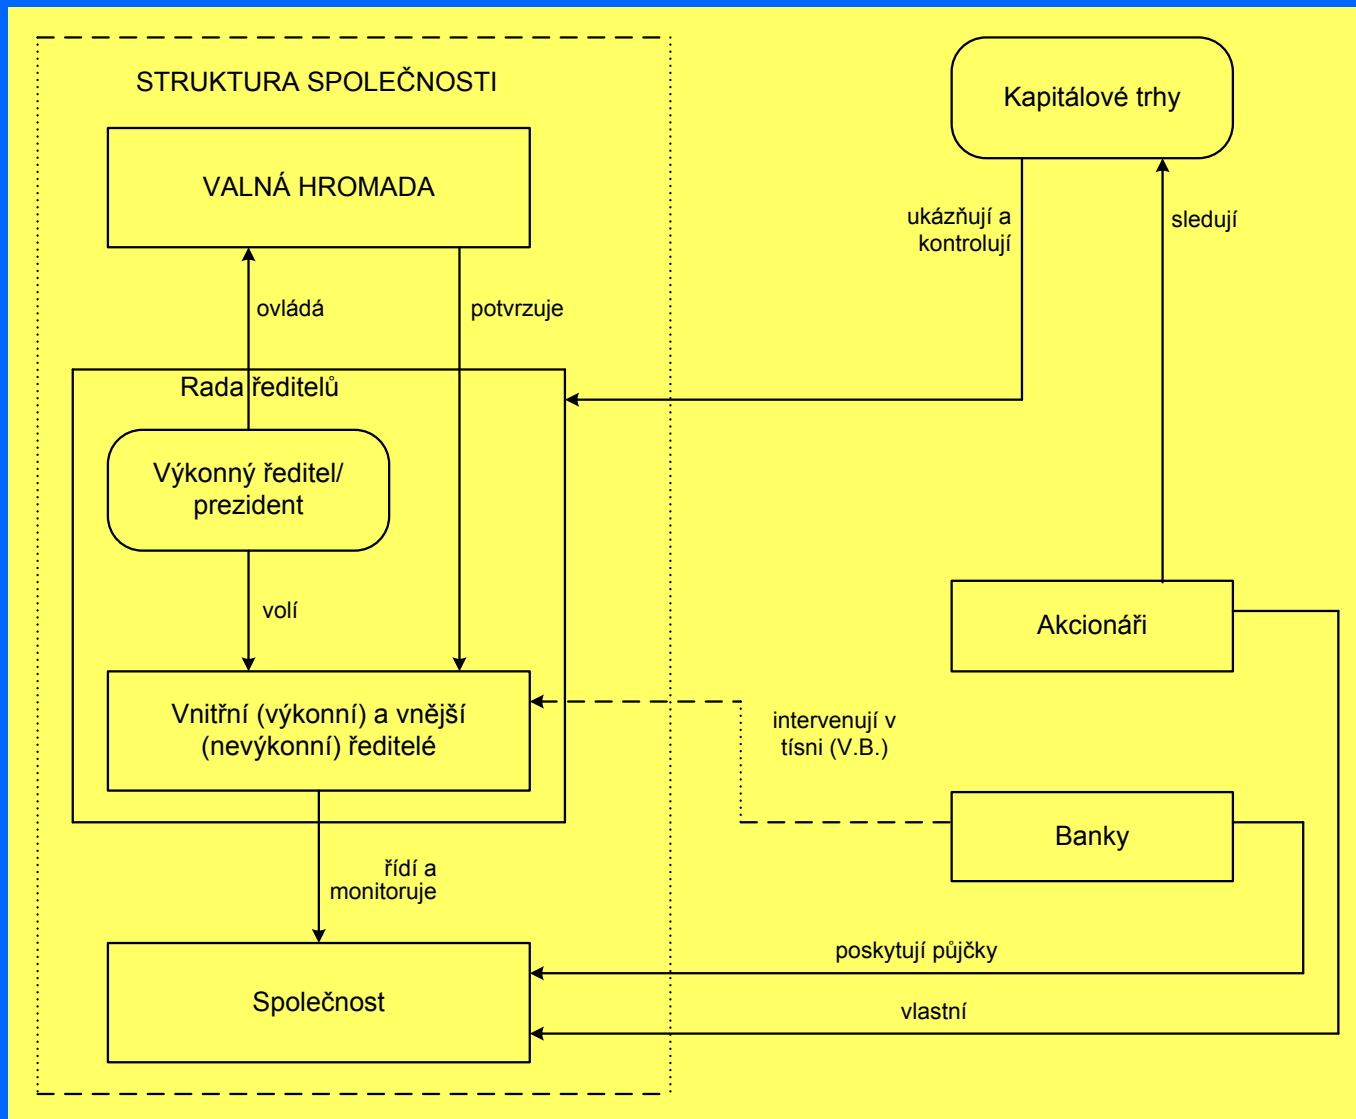 STRUKTURA SPOLEČNOSTI
VALNÁ HROMADA
ovládá
potvrzuje
Rada ředitelů
Výkonný ředitel/
prezident
volí
Vnitřní (výkonní) a vnější
(nevýkonní) ředitelé
řídí a
monitoruje
Společnost
Kapitálové trhy
ukázňují a
kontrolují
sledují
Akcionáři
intervenují v
tísni (V.B.)
Banky
poskytují půjčky
vlastní